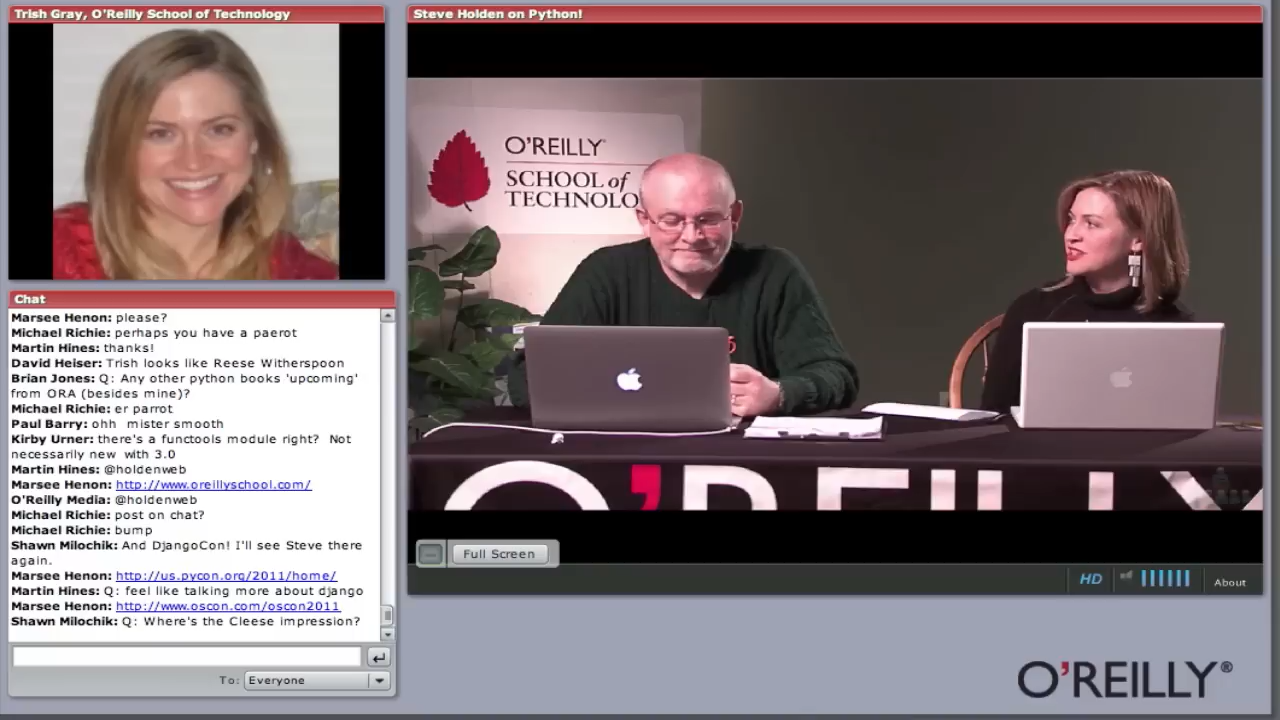 Trish Gray, O'Reilly School of Technology
Steve Holden on Python!
O'REILLY
SCHOOL of
TECHNOLO
Chat
Marsee Henon: please?
Michael Richie: perhaps you have a paerot
Martin Hines: thanks!
David Heiser: Trish looks like Reese Witherspoon
Brian Jones: Q: Any other python books 'upcoming'
from ORA (besides mine)?
Michael Richie: er parrot
Paul Barry: ohh mister smooth
Kirby Urner: there's a functools module right? Not
necessarily new with 3.0
Martin Hines: @holdenweb
Marsee Henon: http://www.oreillyschool.com/
O'Reilly Media: @holdenweb
Michael Richie: post on chat?
Michael Richie: bump
Shawn Milochik: And DjangoCon! I'll see Steve there
again.
Marsee Henon: http://us.pycon.org/2011/home/
Martin Hines: Q: feel like talking more about django
Marsee Henon: http://www.oscon.com/oscon2011
Shawn Milochik: Q: Where's the Cleese impression?
To: Everyone
O'REILLY
Full Screen
HD
About
O'REILLY®